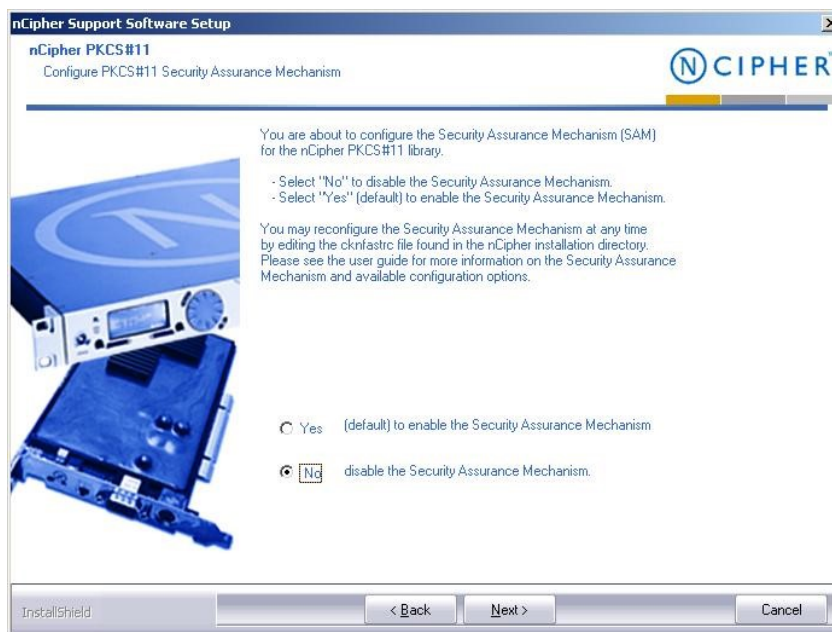 nCipher Support Software Setup
nCipher PKCS#11
Configure PKCS#11 Security Assurance Mechanism
NCIPHER
You are about to configure the Security Assurance Mechanism (SAM)
for the nCipher PKCS#11 library.
- Select "No" to disable the Security Assurance Mechanism.
- Select "Yes" (default) to enable the Security Assurance Mechanism.
You may reconfigure the Security Assurance Mechanism at any time
by editing the cknfastrc file found in the nCipher installation directory.
Please see the user guide for more information on the Security Assurance
Mechanism and available configuration options.
Yes (default) to enable the Security Assurance Mechanism
No disable the Security Assurance Mechanism.
InstallShield
< Back Next > Cancel